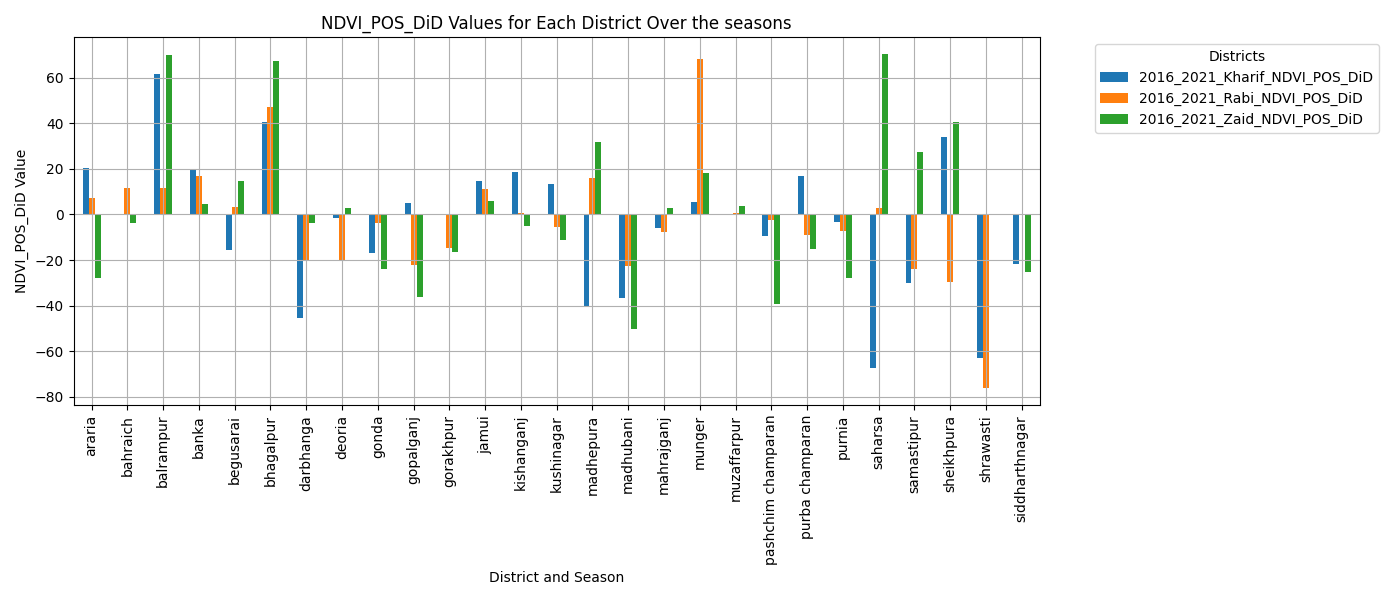 NDVI_POS_DiD Values for Each District Over the seasons
Districts
2016_2021_Kharif_NDVI_POS_DiD
2016_2021_Rabi_NDVI_POS_DiD
2016_2021_Zaid_NDVI_POS_DiD
NDVI_POS_DiD Value
60
40
20
0
−20
−40
−60
−80
araria
bahraich
balrampur
banka
begusarai
bhagalpur
darbhanga
deoria
gonda
gopalganj
gorakhpur
jamui
kishanganj
kushinagar
madhepura
madhubani
mahrajganj
munger
muzaffarpur
pashchim champaran
purba champaran
purnia
saharsa
samastipur
sheikhpura
shrawasti
siddharthnagar
District and Season